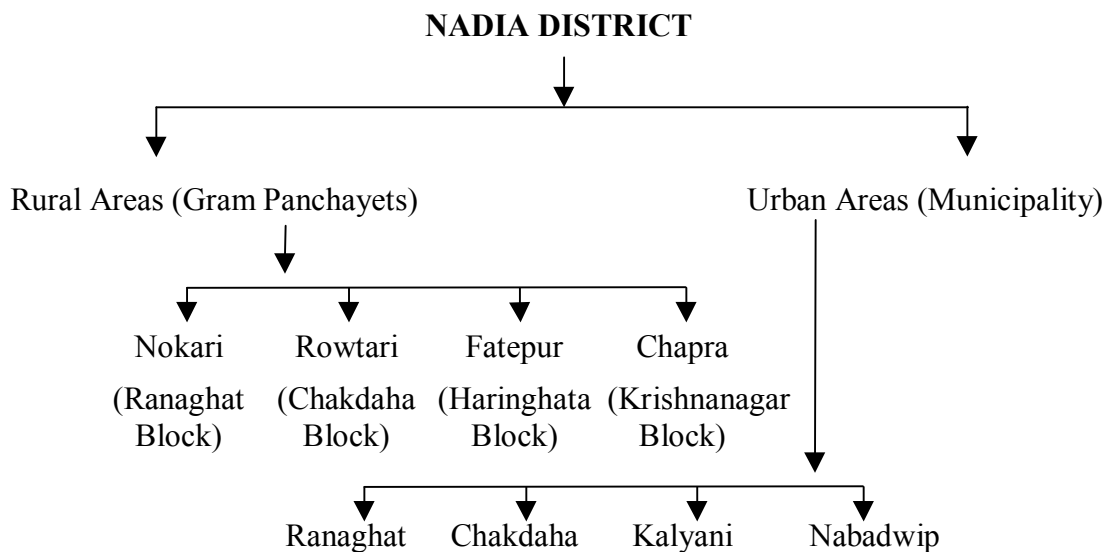 NADIA DISTRICT
Rural Areas (Gram Panchayets)
Urban Areas (Municipality)
Nokari
(Ranaghat
Block)
Rowtari
(Chakdaha
Block)
Fatepur
(Haringhata
Block)
Chapra
(Krishnanagar
Block)
Ranaghat
Chakdaha
Kalyani
Nabadwip